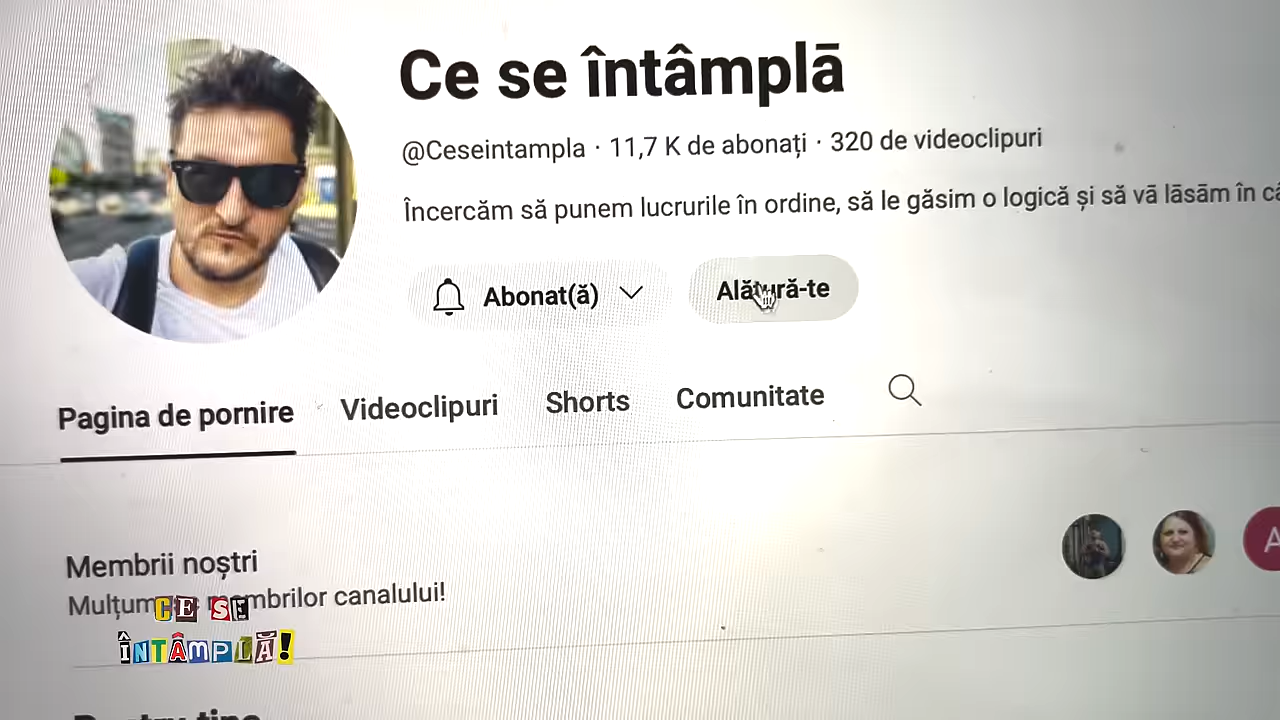 Ce se întâmplă
@Ceseintampla · 11,7 K de abonați · 320 de videoclipuri
Încercăm să punem lucrurile în ordine, să le găsim o logică și să vă lăsăm în
Abonat(ă)
Alătură-te
Pagina de pornire
Videoclipuri
Shorts
Comunitate
Membrii noștri
membrilor canalului!
CE SE
ÎNTÂMPLĂ!
A